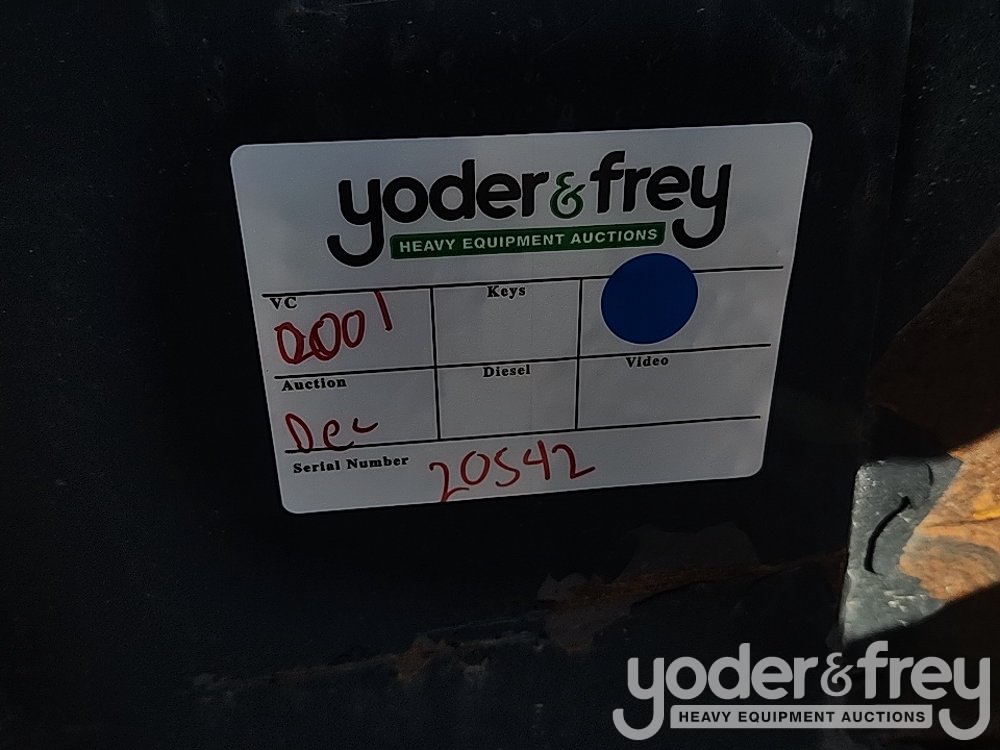 yoder & frey
HEAVY EQUIPMENT AUCTIONS
VC Keys
0001
Auction Diesel Video
Dec
Serial Number 20542
yoder & frey
HEAVY EQUIPMENT AUCTIONS